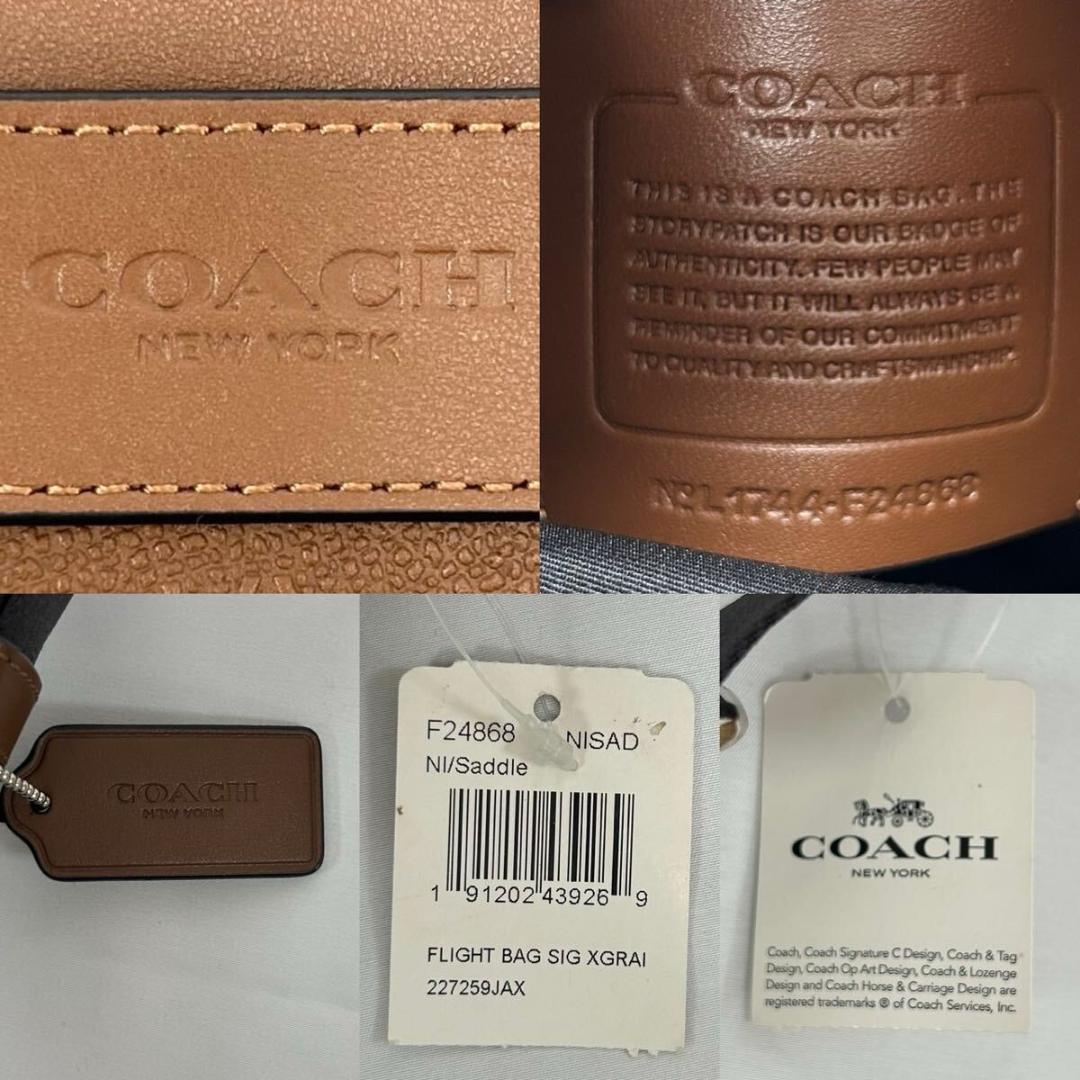 COACH
NEW YORK
COACH
NEW YORK
THIS IS A COACH BAG. THE
STORYPATCH IS OUR BADGE OF
AUTHENTICITY. FEW PEOPLE MAY
SEE IT, BUT IT WILL ALWAYS BE A
REMINDER OF OUR COMMITMENT
TO QUALITY AND CRAFTSMANSHIP.
Nº L1744-F24868
COACH
NEW YORK
F24868 NISAD
NI/Saddle
1 91202 43926 9
FLIGHT BAG SIG XGRAI
227259JAX
COACH
NEW YORK
Coach, Coach Signature C Design, Coach & Tag
Design, Coach Op Art Design, Coach & Lozenge
Design and Coach Horse & Carriage Design are
registered trademarks ® of Coach Services, Inc.